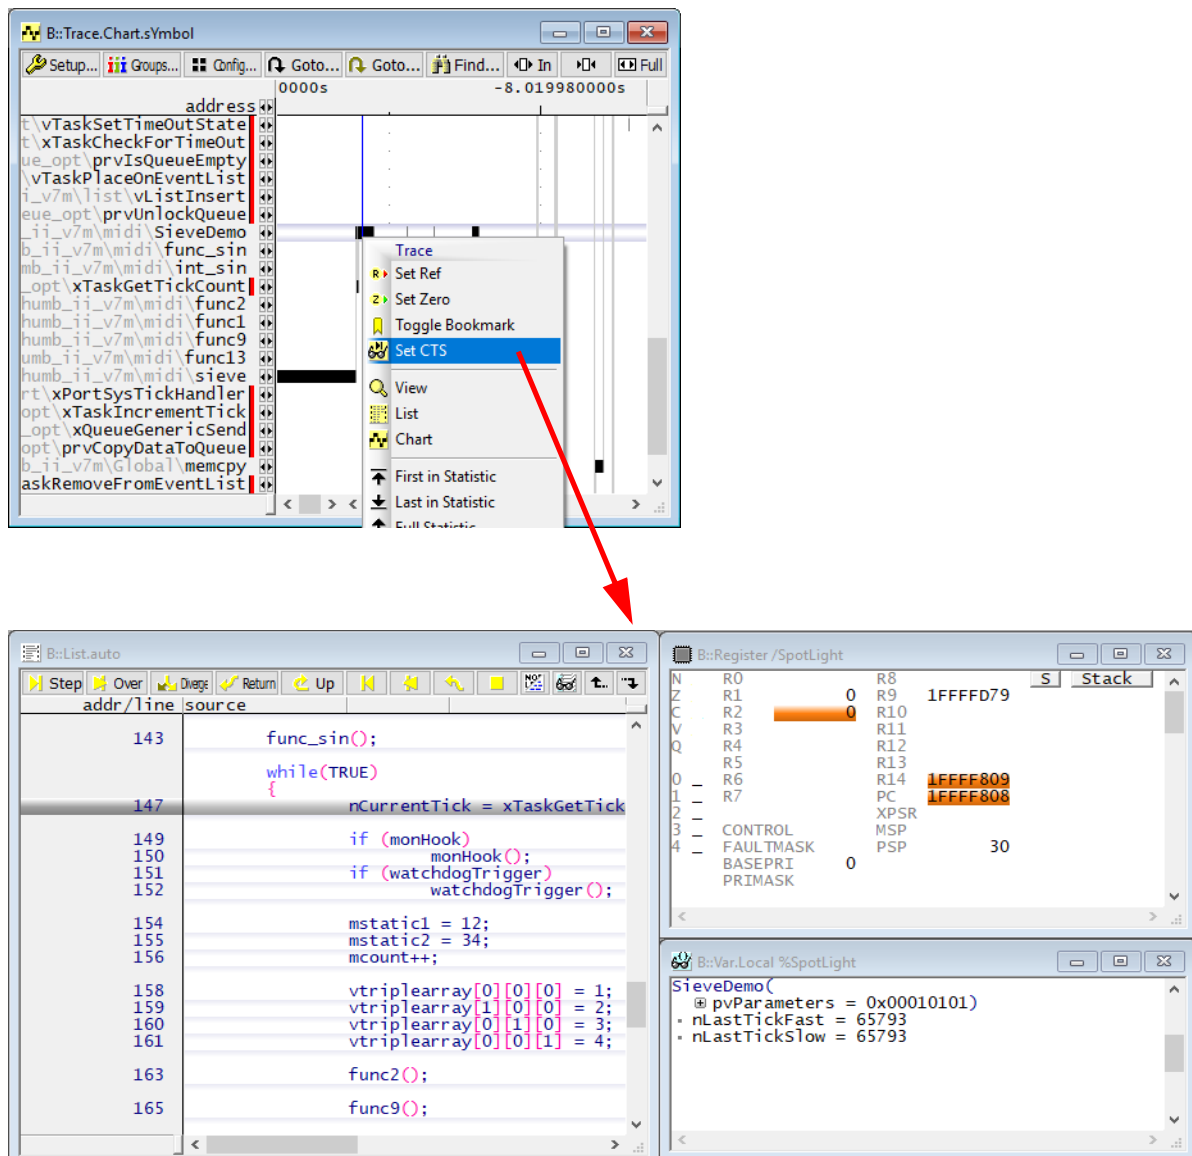 B::Trace.Chart.sYmbol
Setup... Groups... Config... Goto... Goto... Find... In Full
0000s -8.019980000s
address
t\vTaskSetTimeOutState
t\xTaskCheckForTimeOut
ue_opt\prvIsQueueEmpty
\vTaskPlaceOnEventList
i_v7m\list\vListInsert
eue_opt\prvUnlockQueue
_ii_v7m\midi\SieveDemo
b_ii_v7m\midi\func_sin
mb_ii_v7m\midi\int_sin
_opt\xTaskGetTickCount
humb_ii_v7m\midi\func2
humb_ii_v7m\midi\func1
humb_ii_v7m\midi\func9
umb_ii_v7m\midi\func13
humb_ii_v7m\midi\sieve
rt\xPortSysTickHandler
opt\xTaskIncrementTick
_opt\xQueueGenericSend
opt\prvCopyDataToQueue
b_ii_v7m\Global\memcpy
askRemoveFromEventList
Trace
R Set Ref
Z Set Zero
Toggle Bookmark
Set CTS
View
List
Chart
First in Statistic
Last in Statistic
Full Statistic
B::List.auto
Step Over Diverge Return Up t..
addr/line source
143 func_sin();
while(TRUE)
{
147 nCurrentTick = xTaskGetTick
149 if (monHook)
150 monHook();
151 if (watchdogTrigger)
152 watchdogTrigger();
154 mstatic1 = 12;
155 mstatic2 = 34;
156 mcount++;
158 vtriplearray[0][0][0] = 1;
159 vtriplearray[1][0][0] = 2;
160 vtriplearray[0][1][0] = 3;
161 vtriplearray[0][0][1] = 4;
163 func2();
165 func9();
B::Register /SpotLight
N R0 R8 S Stack
Z R1 0 R9 1FFFFD79
C R2 0 R10
V R3 R11
Q R4 R12
R5 R13
0 _ R6 R14 1FFFF809
1 _ R7 PC 1FFFF808
2 _ XPSR
3 _ CONTROL MSP
4 _ FAULTMASK PSP 30
BASEPRI 0
PRIMASK
B::Var.Local %SpotLight
SieveDemo(
pvParameters = 0x00010101)
nLastTickFast = 65793
nLastTickSlow = 65793